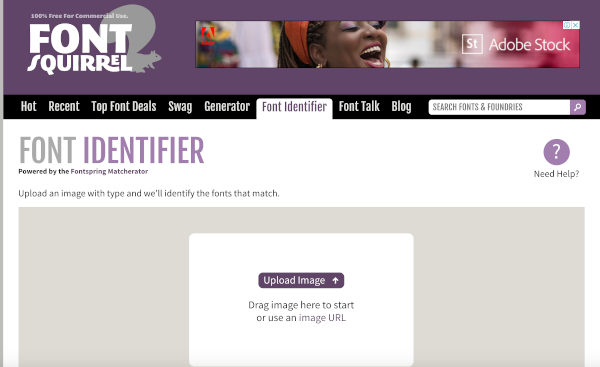 100% Free For Commercial Use.
FONT
SQUIRREL
St Adobe Stock
Hot Recent Top Font Deals Swag Generator Font Identifier Font Talk Blog SEARCH FONTS & FOUNDRIES
FONT IDENTIFIER
Powered by the Fontspring Matcherator
?
Need Help?
Upload an image with type and we'll identify the fonts that match.
Upload Image
Drag image here to start
or use an image URL